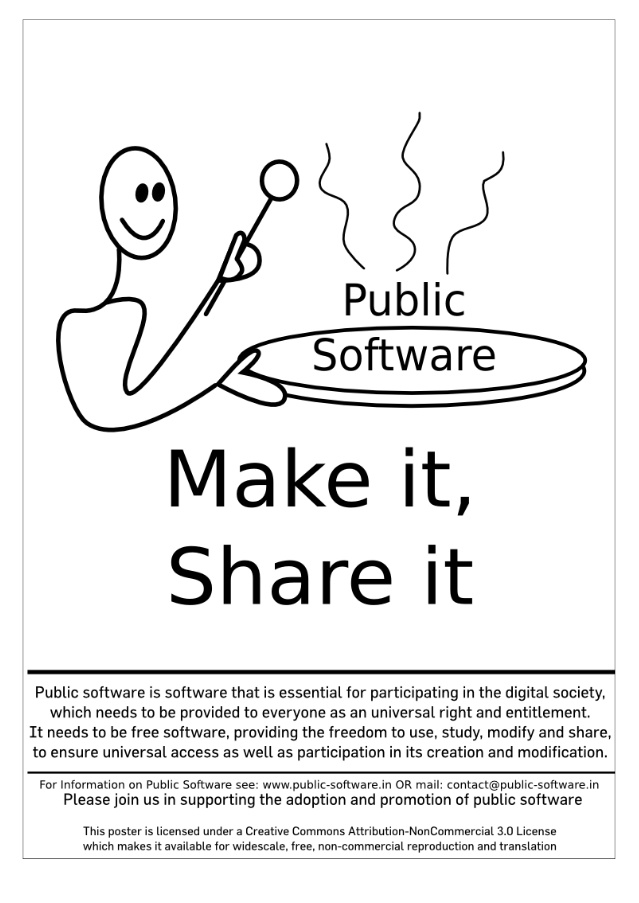 Public
Software
Make it,
Share it
Public software is software that is essential for participating in the digital society,
which needs to be provided to everyone as an universal right and entitlement.
It needs to be free software, providing the freedom to use, study, modify and share,
to ensure universal access as well as participation in its creation and modification.
For Information on Public Software see: www.public-software.in OR mail: contact@public-software.in
Please join us in supporting the adoption and promotion of public software
This poster is licensed under a Creative Commons Attribution-NonCommercial 3.0 License
which makes it available for widescale, free, non-commercial reproduction and translation